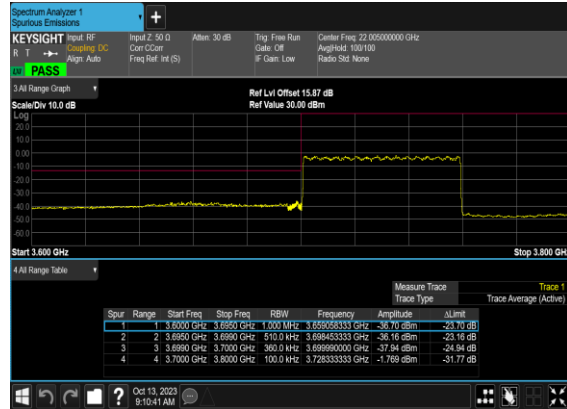 Spectrum Analyzer 1
Spurious Emissions
KEYSIGHT Input: RF Input Z: 50 Ω Atten: 30 dB Trig: Free Run Center Freq: 22.005000000 GHz
R T Coupling: DC Corr CCorr Gate: Off Avg|Hold: 100/100
Align: Auto Freq Ref: Int (S) IF Gain: Low Radio Std: None
PASS
3 All Range Graph
Ref Lvl Offset 15.87 dB
Scale/Div 10.0 dB Ref Value 30.00 dBm
Log
20.0
10.0
0.00
-10.0
-20.0
-30.0
-40.0
-50.0
-60.0
Start 3.600 GHz Stop 3.800 GH
4 All Range Table
Measure Trace Trace 1
Trace Type Trace Average (Active)
Spur Range Start Freq Stop Freq RBW Frequency Amplitude ΔLimit
1 1 3.6000 GHz 3.6950 GHz 1.000 MHz 3.659058333 GHz -36.70 dBm -23.70 dB
2 2 3.6950 GHz 3.6990 GHz 510.0 kHz 3.698453333 GHz -36.16 dBm -23.16 dB
3 3 3.6990 GHz 3.7000 GHz 360.0 kHz 3.699990000 GHz -37.94 dBm -24.94 dB
4 4 3.7000 GHz 3.8000 GHz 100.0 kHz 3.728333333 GHz -1.769 dBm -31.77 dB
? Oct 13, 2023
9:10:41 AM